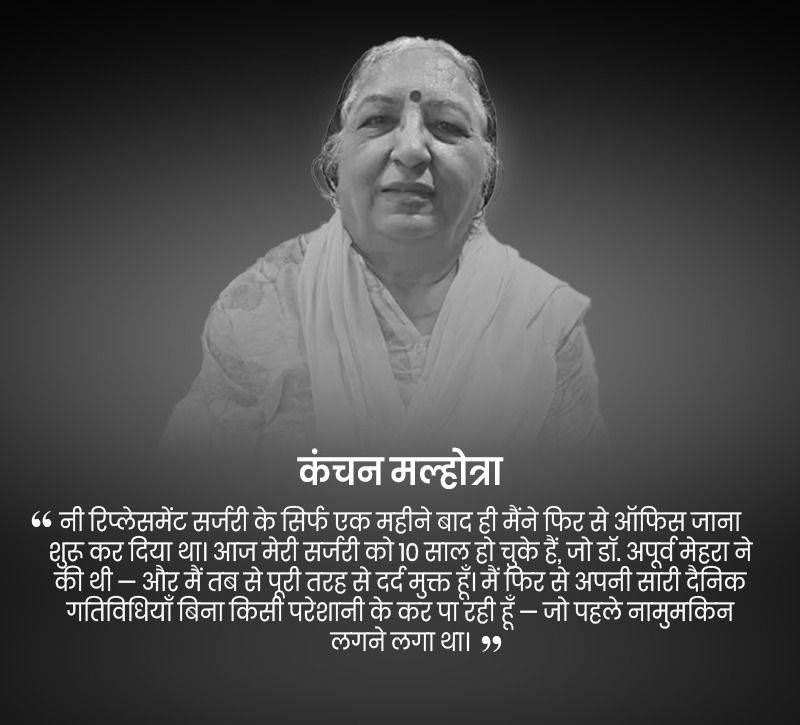 कंचन मल्होत्रा
“ नी रिप्लेसमेंट सर्जरी के सिर्फ एक महीने बाद ही मैंने फिर से ऑफिस जाना
शुरू कर दिया था। आज मेरी सर्जरी को 10 साल हो चुके हैं, जो डॉ. अपूर्व मेहरा ने
की थी — और मैं तब से पूरी तरह से दर्द मुक्त हूँ। मैं फिर से अपनी सारी दैनिक
गतिविधियाँ बिना किसी परेशानी के कर पा रही हूँ — जो पहले नामुमकिन
लगने लगा था। ”